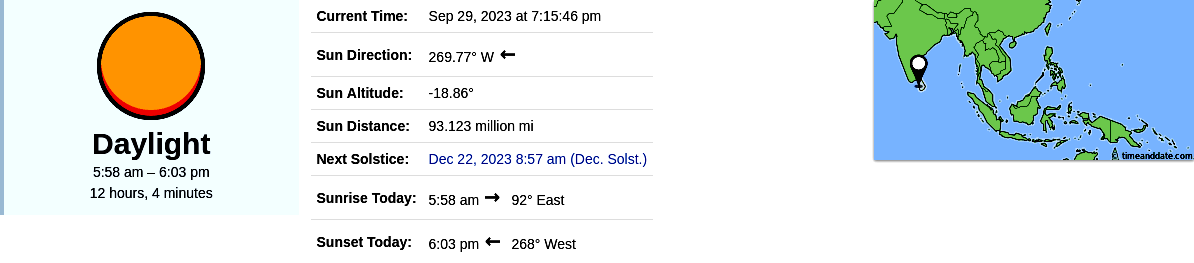 Daylight
5:58 am – 6:03 pm
12 hours, 4 minutes
Current Time: Sep 29, 2023 at 7:15:46 pm
Sun Direction: 269.77° W ←
Sun Altitude: -18.86°
Sun Distance: 93.123 million mi
Next Solstice: Dec 22, 2023 8:57 am (Dec. Solst.)
Sunrise Today: 5:58 am → 92° East
Sunset Today: 6:03 pm ← 268° West
© timeanddate.com